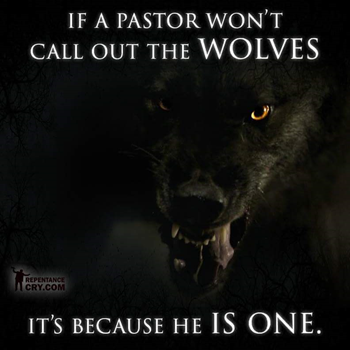 IF A PASTOR WON'T
CALL OUT THE WOLVES
REPENTANCE
CRY.COM
IT'S BECAUSE HE IS ONE.